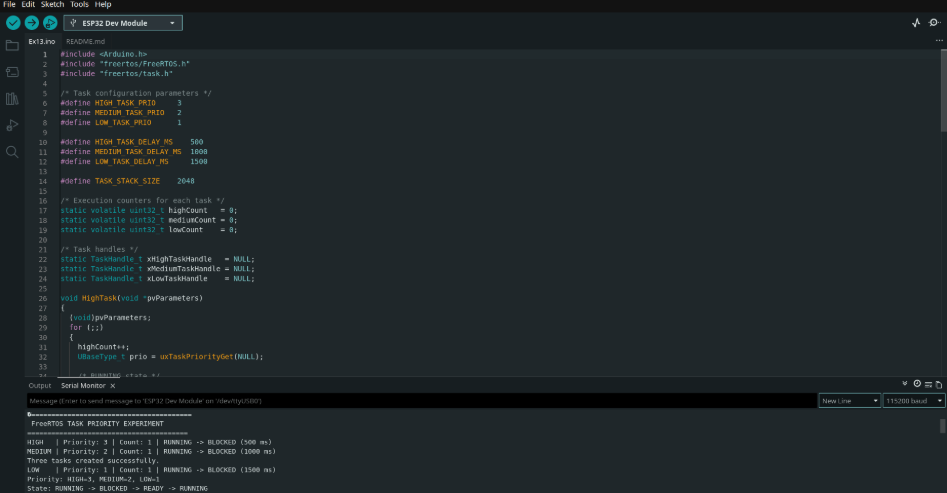 File Edit Sketch Tools Help
ESP32 Dev Module
Ex13.ino README.md
1 #include <Arduino.h>
2 #include "freertos/FreeRTOS.h"
3 #include "freertos/task.h"
4
5 /* Task configuration parameters */
6 #define HIGH_TASK_PRIO 3
7 #define MEDIUM_TASK_PRIO 2
8 #define LOW_TASK_PRIO 1
9
10 #define HIGH_TASK_DELAY_MS 500
11 #define MEDIUM_TASK_DELAY_MS 1000
12 #define LOW_TASK_DELAY_MS 1500
13
14 #define TASK_STACK_SIZE 2048
15
16 /* Execution counters for each task */
17 static volatile uint32_t highCount = 0;
18 static volatile uint32_t mediumCount = 0;
19 static volatile uint32_t lowCount = 0;
20
21 /* Task handles */
22 static TaskHandle_t xHighTaskHandle = NULL;
23 static TaskHandle_t xMediumTaskHandle = NULL;
24 static TaskHandle_t xLowTaskHandle = NULL;
25
26 void HighTask(void *pvParameters)
27 {
28 (void)pvParameters;
29 for (;;)
30 {
31 highCount++;
32 UBaseType_t prio = uxTaskPriorityGet(NULL);
33
34 /* RUNNING state */
Output Serial Monitor
Message (Enter to send message to 'ESP32 Dev Module' on '/dev/ttyUSB0')
New Line 115200 baud
========================================
FreeRTOS TASK PRIORITY EXPERIMENT
========================================
HIGH | Priority: 3 | Count: 1 | RUNNING -> BLOCKED (500 ms)
MEDIUM | Priority: 2 | Count: 1 | RUNNING -> BLOCKED (1000 ms)
Three tasks created successfully.
LOW | Priority: 1 | Count: 1 | RUNNING -> BLOCKED (1500 ms)
Priority: HIGH=3, MEDIUM=2, LOW=1
State: RUNNING -> BLOCKED -> READY -> RUNNING